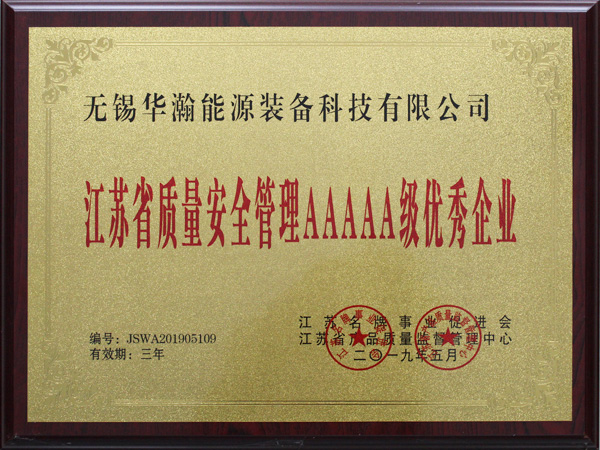 无锡华瀚能源装备科技有限公司
江苏省质量安全管理AAAAA级优秀企业
江苏名牌事业促进会
江苏省产品质量监督管理中心
二〇一九年五月
编号：JSWA201905109
有效期：三年